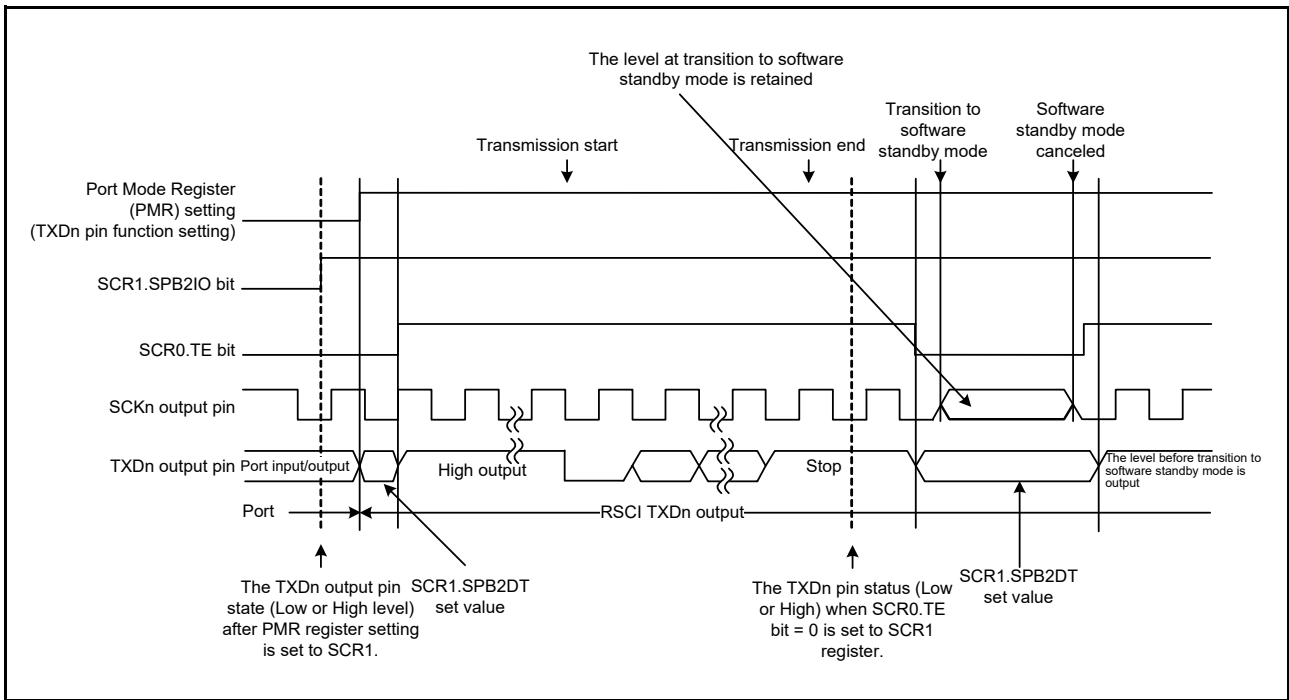 The level at transition to software
standby mode is retained
Transition to
software
standby mode
Software
standby mode
canceled
Transmission start
Transmission end
Port Mode Register
(PMR) setting
(TXDn pin function setting)
SCR1.SPB2IO bit
SCR0.TE bit
SCKn output pin
TXDn output pin
Port input/output
High output
Stop
The level before transition to
software standby mode is
output
Port
RSCI TXDn output
The TXDn output pin
state (Low or High level)
after PMR register setting
is set to SCR1.
SCR1.SPB2DT
set value
The TXDn pin status (Low
or High) when SCR0.TE
bit = 0 is set to SCR1
register.
SCR1.SPB2DT
set value